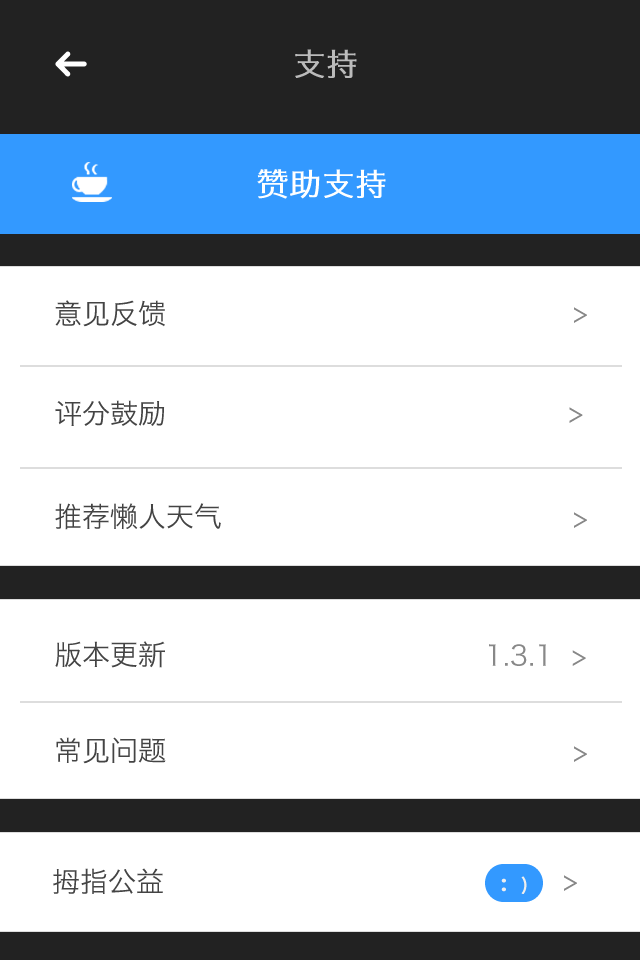 支持
赞助支持
意见反馈 >
评分鼓励 >
推荐懒人天气 >
版本更新 1.3.1 >
常见问题 >
拇指公益 : ) >